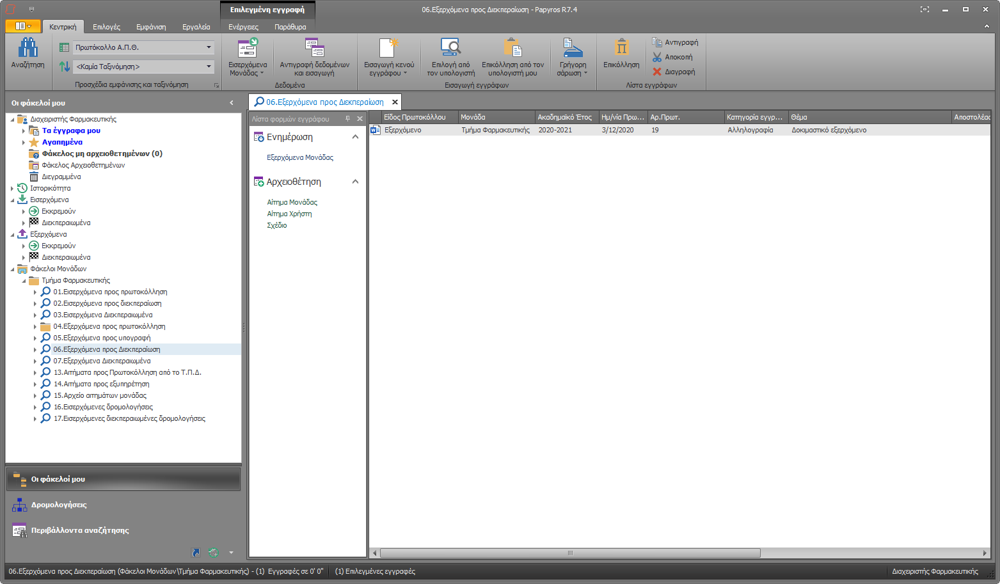 06.Εξερχόμενα προς Διεκπεραίωση - Papyros R7.4
Επιλεγμένη εγγραφή
Κεντρική Επιλογές Εμφάνιση Εργαλεία Ενέργειες Παράθυρα
Αναζήτηση
Πρωτόκολλο Α.Π.Θ.
<Καμία Ταξινόμηση>
Προσχέδια εμφάνισης και ταξινόμηση
Εισερχόμενα
Μονάδας
Αντιγραφή δεδομένων
και εισαγωγή
Δεδομένα
Εισαγωγή κενού
εγγράφου
Επιλογή από
τον υπολογιστή
Επικόλληση από τον
υπολογιστή μου
Γρήγορη
σάρωση
Εισαγωγή εγγράφων
Επικόλληση
Αντιγραφή
Αποκοπή
Διαγραφή
Λίστα εγγράφων
Οι φάκελοί μου
Διαχειριστής Φαρμακευτικής
Τα έγγραφα μου
Αγαπημένα
Φάκελος μη αρχειοθετημένων (0)
Φάκελος Αρχειοθετημένων
Διεγραμμένα
Ιστορικότητα
Εισερχόμενα
Εκκρεμούν
Διεκπεραιωμένα
Εξερχόμενα
Εκκρεμούν
Διεκπεραιωμένα
Φάκελοι Μονάδων
Τμήμα Φαρμακευτικής
01.Εισερχόμενα προς πρωτοκόλληση
02.Εισερχόμενα προς διεκπεραίωση
03.Εισερχόμενα Διεκπεραιωμένα
04.Εξερχόμενα προς πρωτοκόλληση
05.Εξερχόμενα προς υπογραφή
06.Εξερχόμενα προς Διεκπεραίωση
07.Εξερχόμενα Διεκπεραιωμένα
13.Αιτήματα προς Πρωτοκόλληση από το Τ.Π.Δ.
14.Αιτήματα προς εξυπηρέτηση
15.Αρχείο αιτημάτων μονάδας
16.Εισερχόμενες δρομολογήσεις
17.Εισερχόμενες διεκπεραιωμένες δρομολογήσεις
Οι φάκελοί μου
Δρομολογήσεις
Περιβάλλοντα αναζήτησης
06.Εξερχόμενα προς Διεκπεραίωση
Λίστα φορμών εγγράφου
Ενημέρωση
Εξερχόμενα Μονάδας
Αρχειοθέτηση
Αίτημα Μονάδας
Αίτημα Χρήστη
Σχέδιο
Είδος Πρωτοκόλλου Μονάδα Ακαδημαϊκό Έτος Ημ/νία Πρω... Αρ.Πρωτ. Κατηγορία εγγρ... Θέμα Αποστολέας
Εξερχόμενο Τμήμα Φαρμακευτικής 2020-2021 3/12/2020 19 Αλληλογραφία Δοκιμαστικό εξερχόμενο
06.Εξερχόμενα προς Διεκπεραίωση (Φάκελοι Μονάδων\Τμήμα Φαρμακευτικής) - (1) Εγγραφές σε 0' 0" (1) Επιλεγμένες εγγραφές Διαχειριστής Φαρμακευτικής